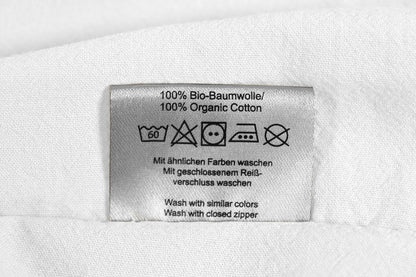 100% Bio-Baumwolle/
100% Organic Cotton
60
Mit ähnlichen Farben waschen
Mit geschlossenem Reiß-
verschluss waschen
Wash with similar colors
Wash with closed zipper